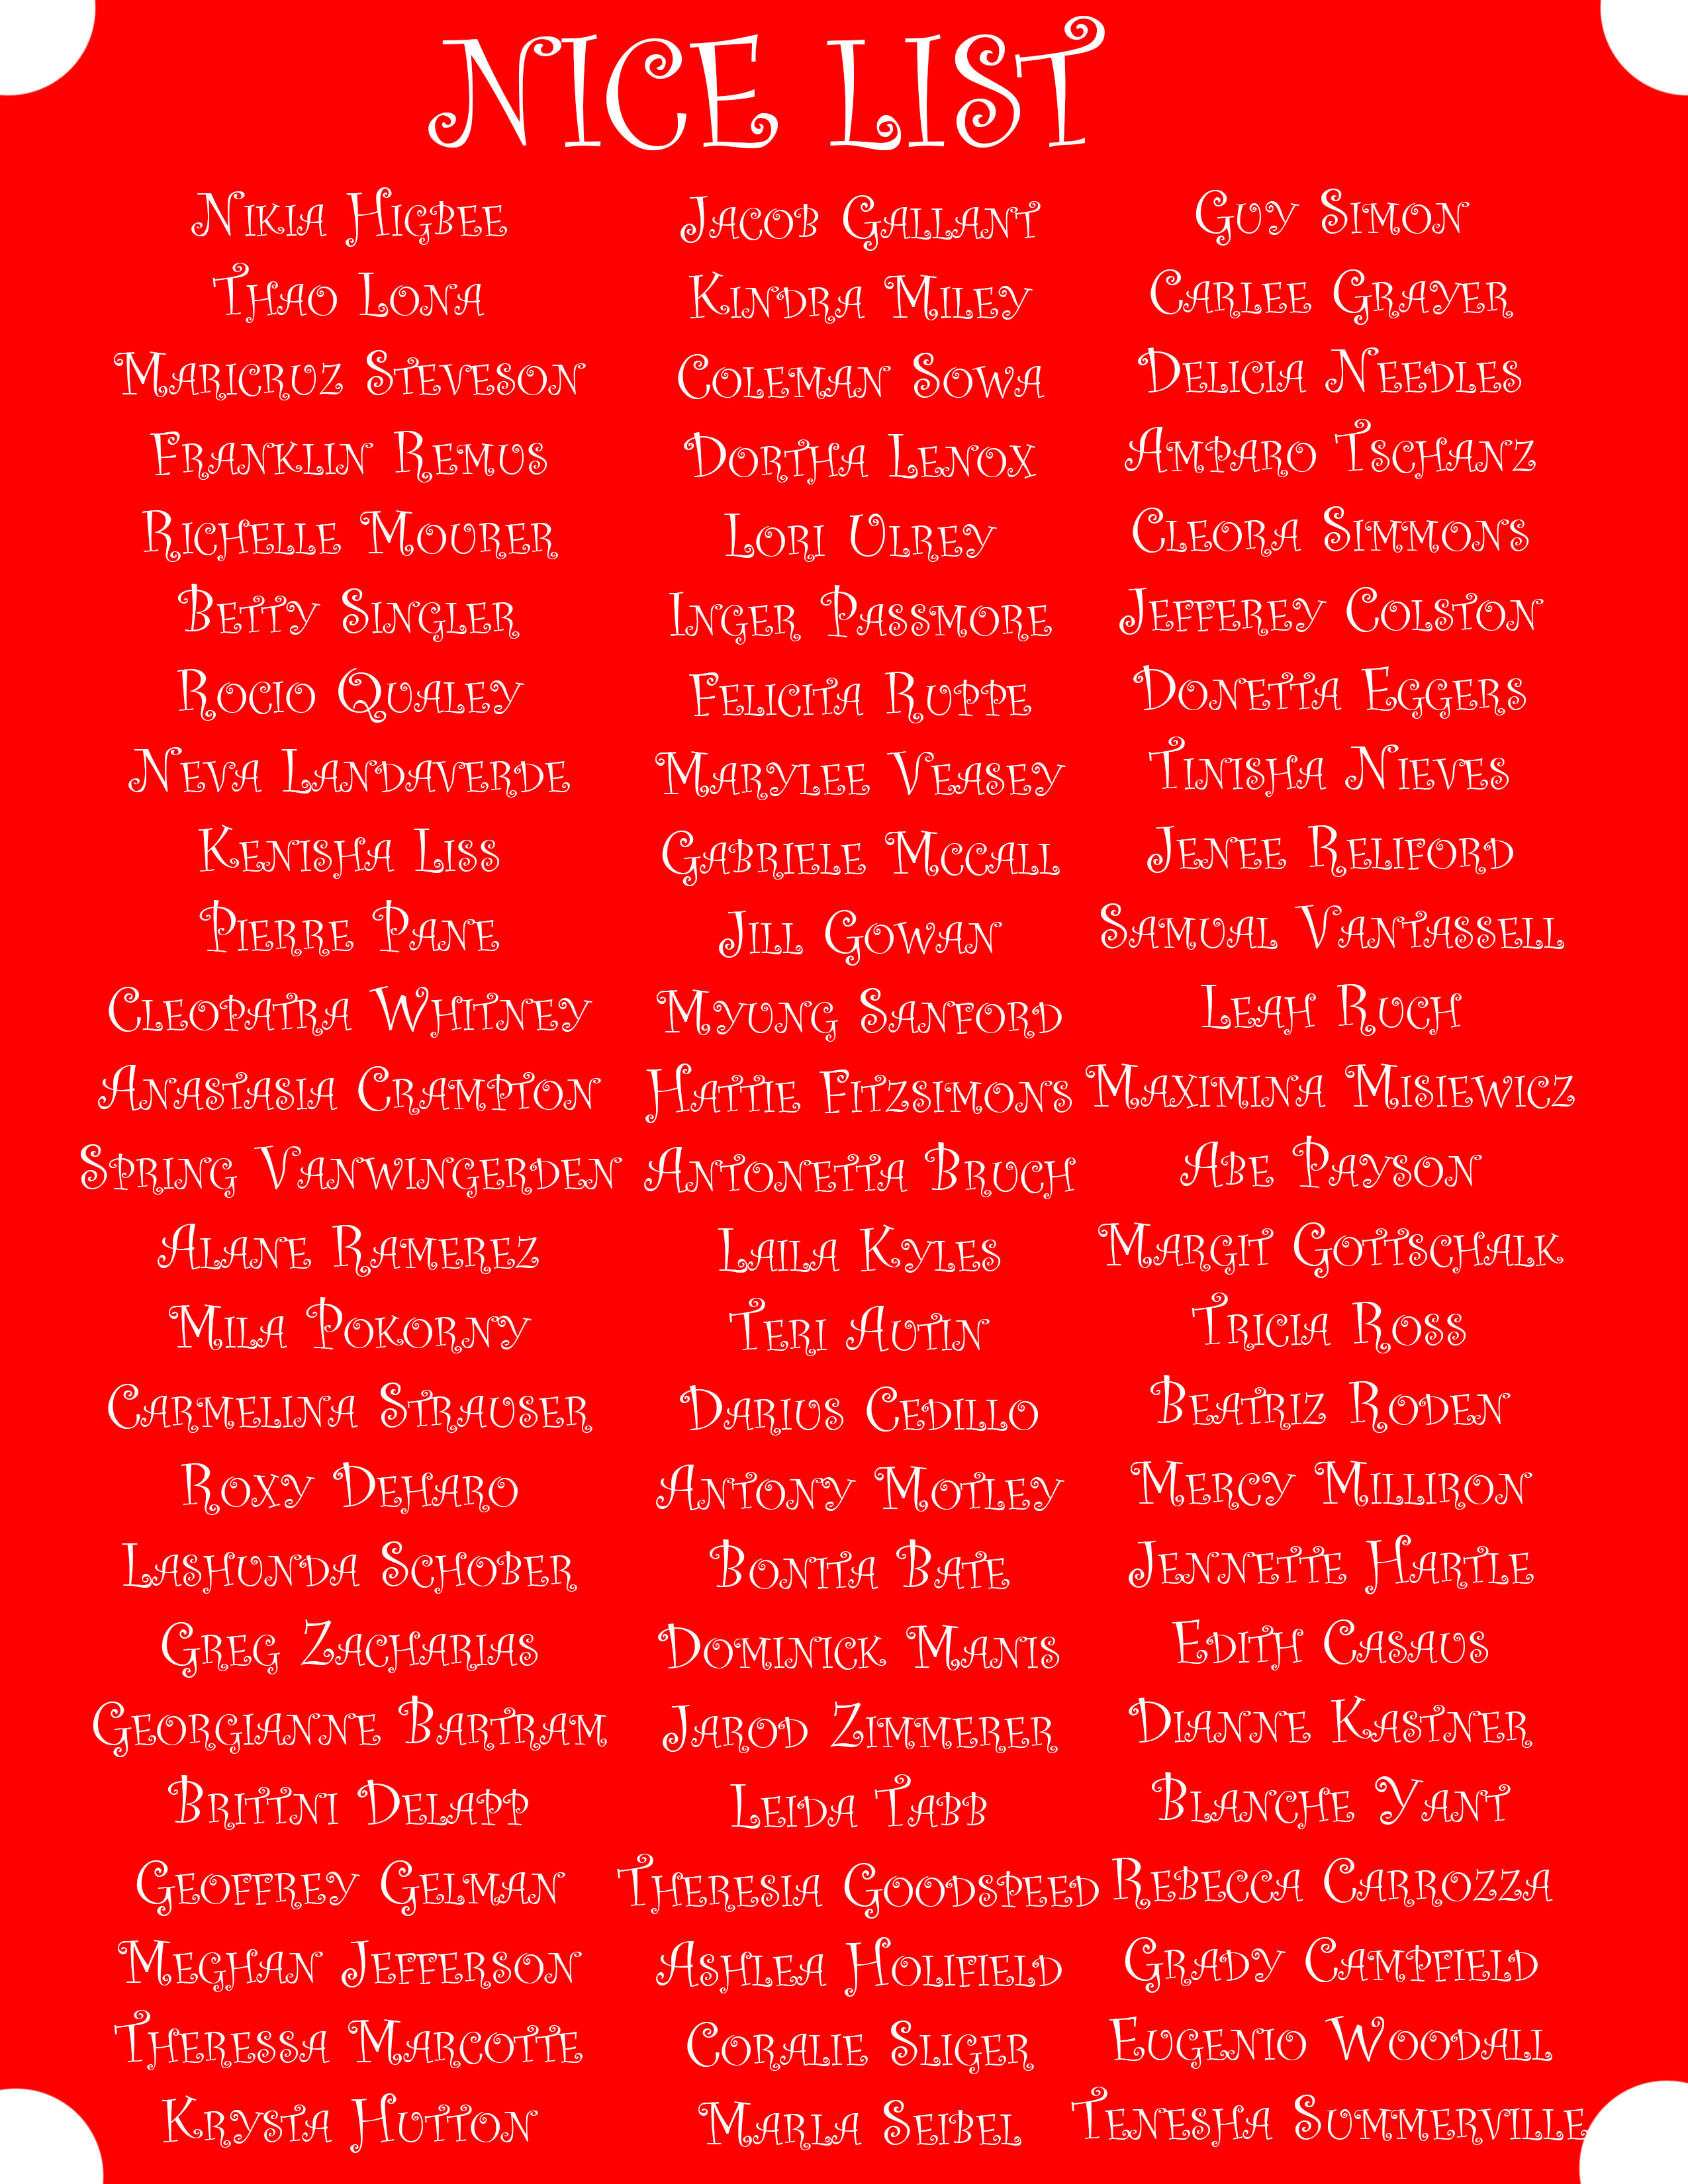 NICE LIST
Nikia Higbee
Thao Lona
Maricruz Steveson
Franklin Remus
Richelle Mourer
Betty Singler
Rocio Qualey
Neva Landaverde
Kenisha Liss
Pierre Pane
Cleopatra Whitney
Anastasia Crampton
Spring Vanwingerden
Alane Ramerez
Mila Pokorny
Carmelina Strauser
Roxy Deharo
Lashunda Schober
Greg Zacharias
Georgianne Bartram
Brittni Delapp
Geoffrey Gelman
Meghan Jefferson
Theressa Marcotte
Krysta Hutton
Jacob Gallant
Kindra Miley
Coleman Sowa
Dortha Lenox
Lori Ulrey
Inger Passmore
Felicita Ruppe
Marylee Veasey
Gabriele Mccall
Jill Gowan
Myung Sanford
Hattie Fitzsimons
Antonetta Bruch
Laila Kyles
Teri Autin
Darius Cedillo
Antony Motley
Bonita Bate
Dominick Manis
Jarod Zimmerer
Leida Tabb
Theresia Goodspeed
Ashlea Holifield
Coralie Sliger
Marla Seibel
Guy Simon
Carlee Grayer
Delicia Needles
Amparo Tschanz
Cleora Simmons
Jefferey Colston
Donetta Eggers
Tinisha Nieves
Jenee Reliford
Samual Vantassell
Leah Ruch
Maximina Misiewicz
Abe Payson
Margit Gottschalk
Tricia Ross
Beatriz Roden
Mercy Milliron
Jennette Hartle
Edith Casaus
Dianne Kastner
Blanche Yant
Rebecca Carrozza
Grady Campfield
Eugenio Woodall
Tenesha Summerville